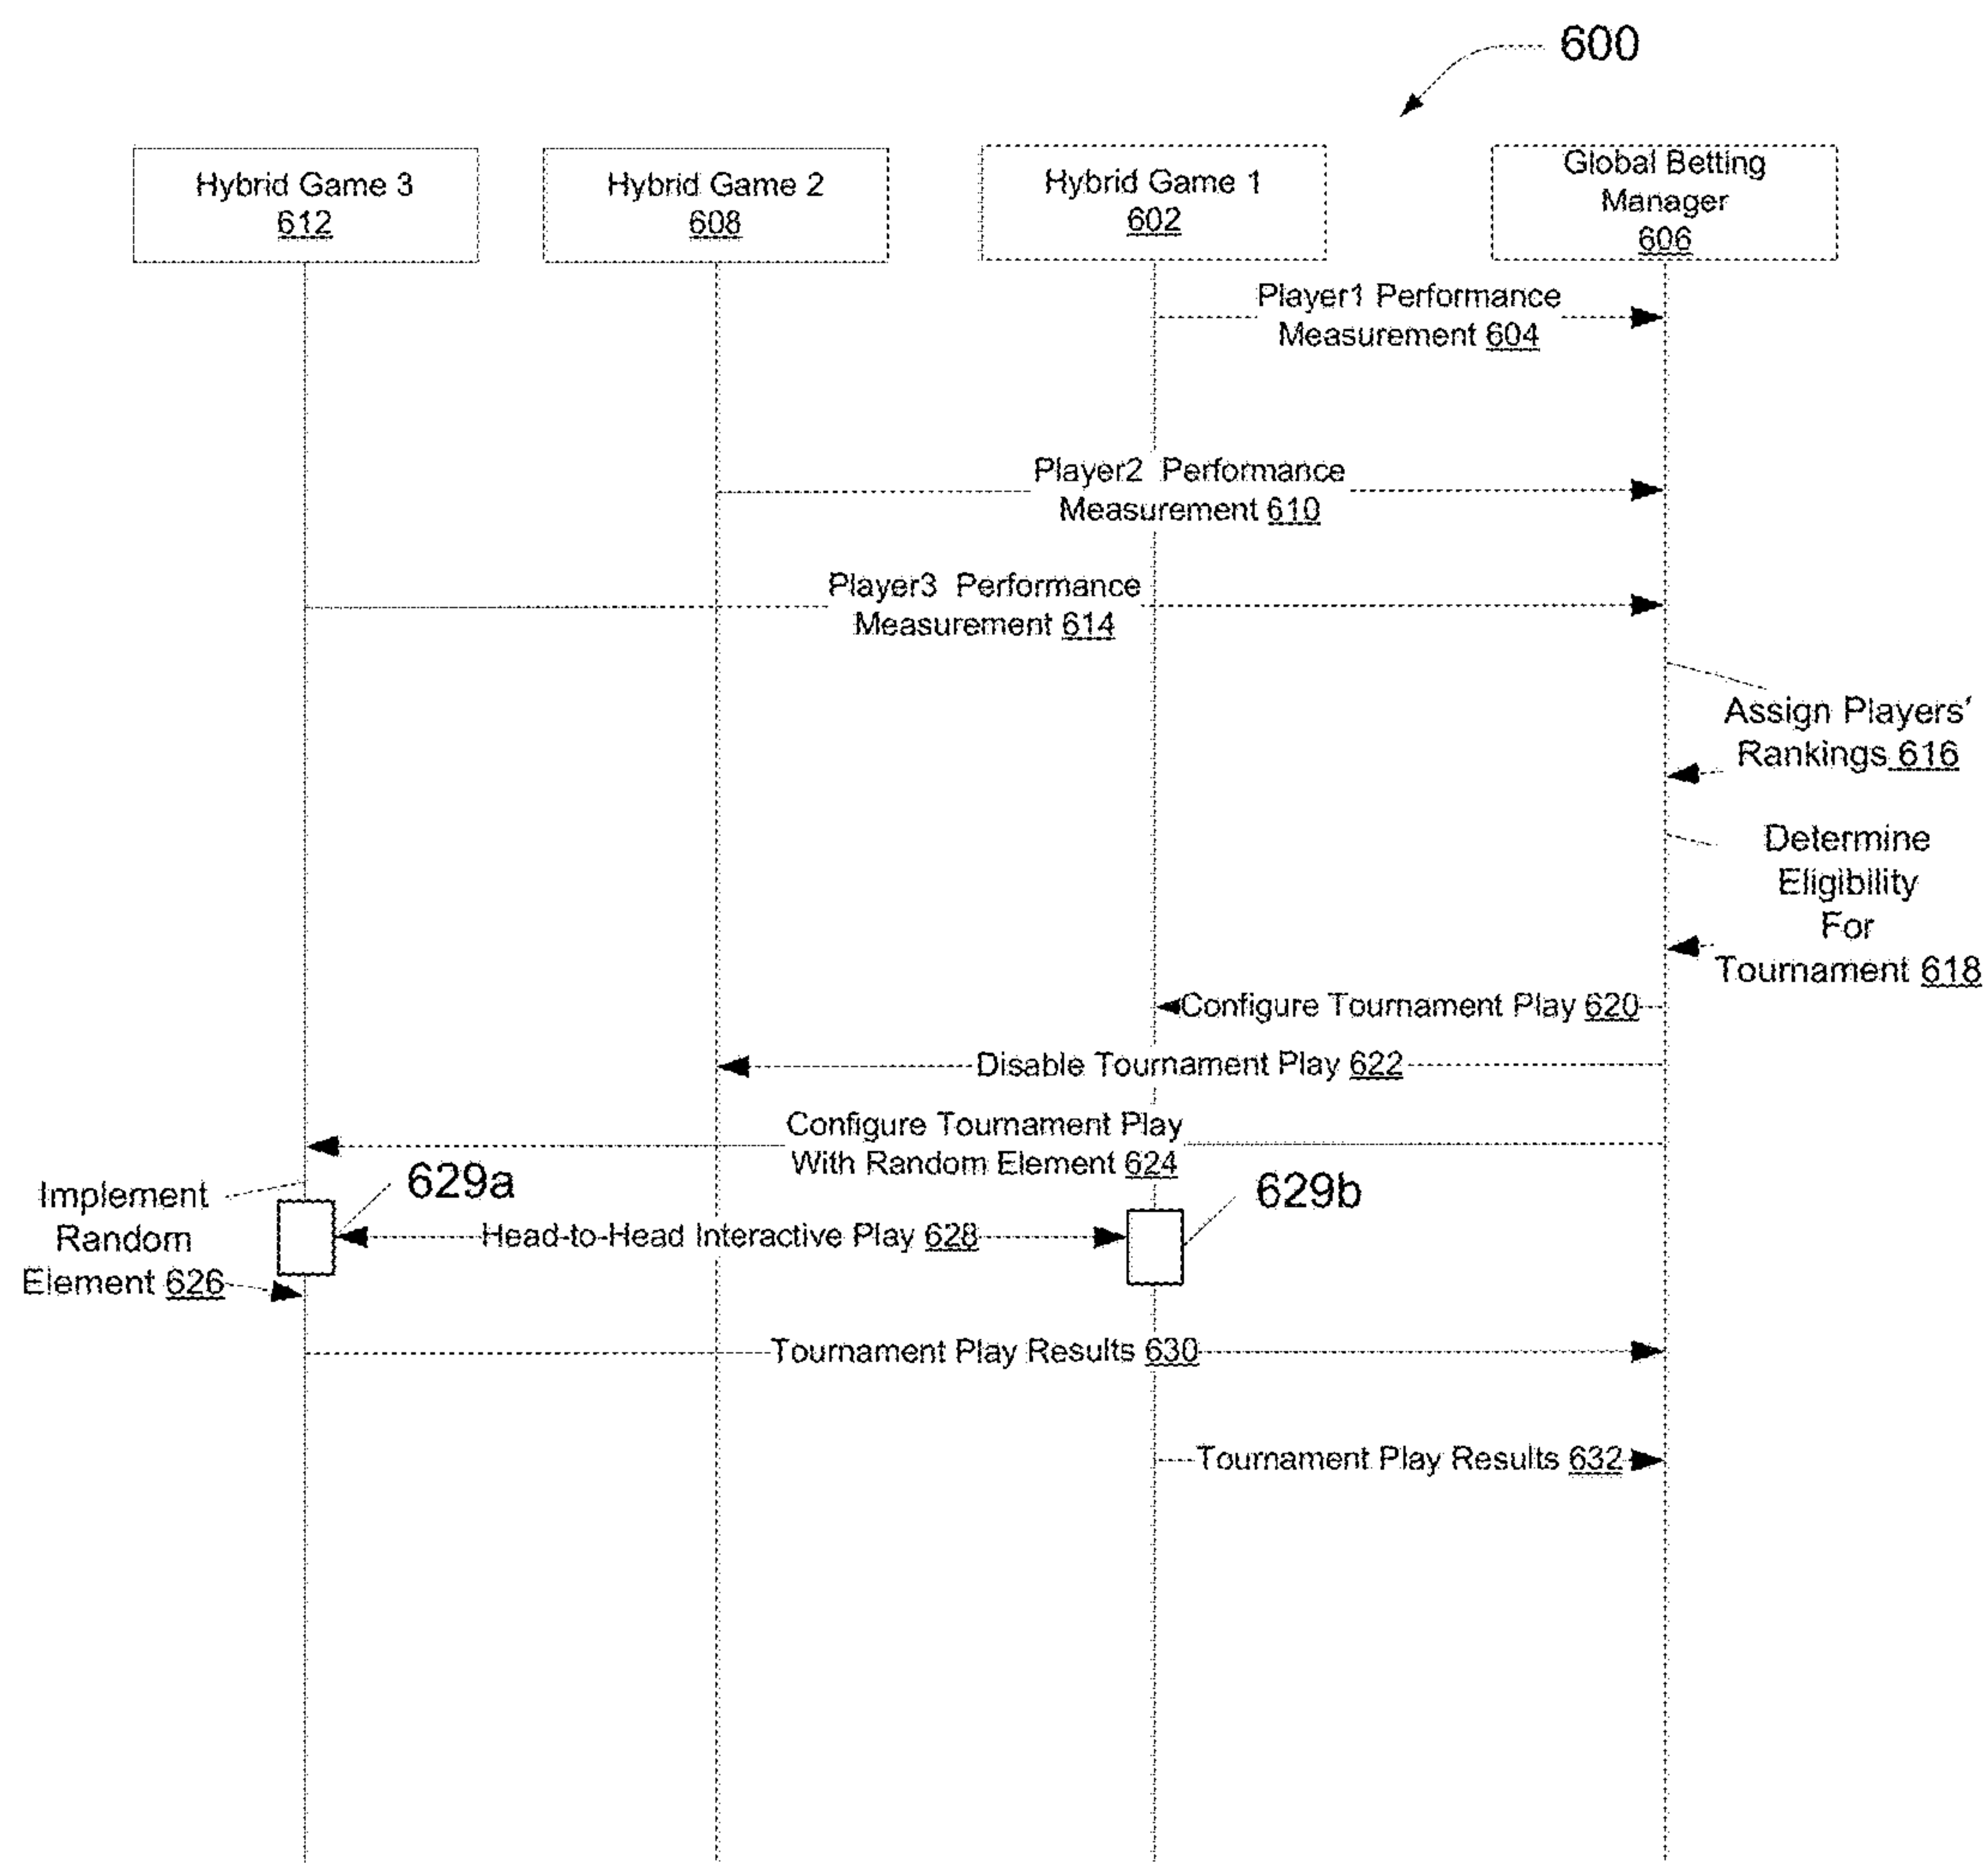 600
Hybrid Game 3
612
Hybrid Game 2
608
Hybrid Game 1
602
Global Betting
Manager
606
Player1 Performance
Measurement 604
Player2 Performance
Measurement 610
Player3 Performance
Measurement 614
Assign Players'
Rankings 616
Determine
Eligibility
For
Tournament 618
Configure Tournament Play 620
Disable Tournament Play 622
Configure Tournament Play
With Random Element 624
629a
629b
Implement
Random
Element 626
Head-to-Head Interactive Play 628
Tournament Play Results 630
Tournament Play Results 632